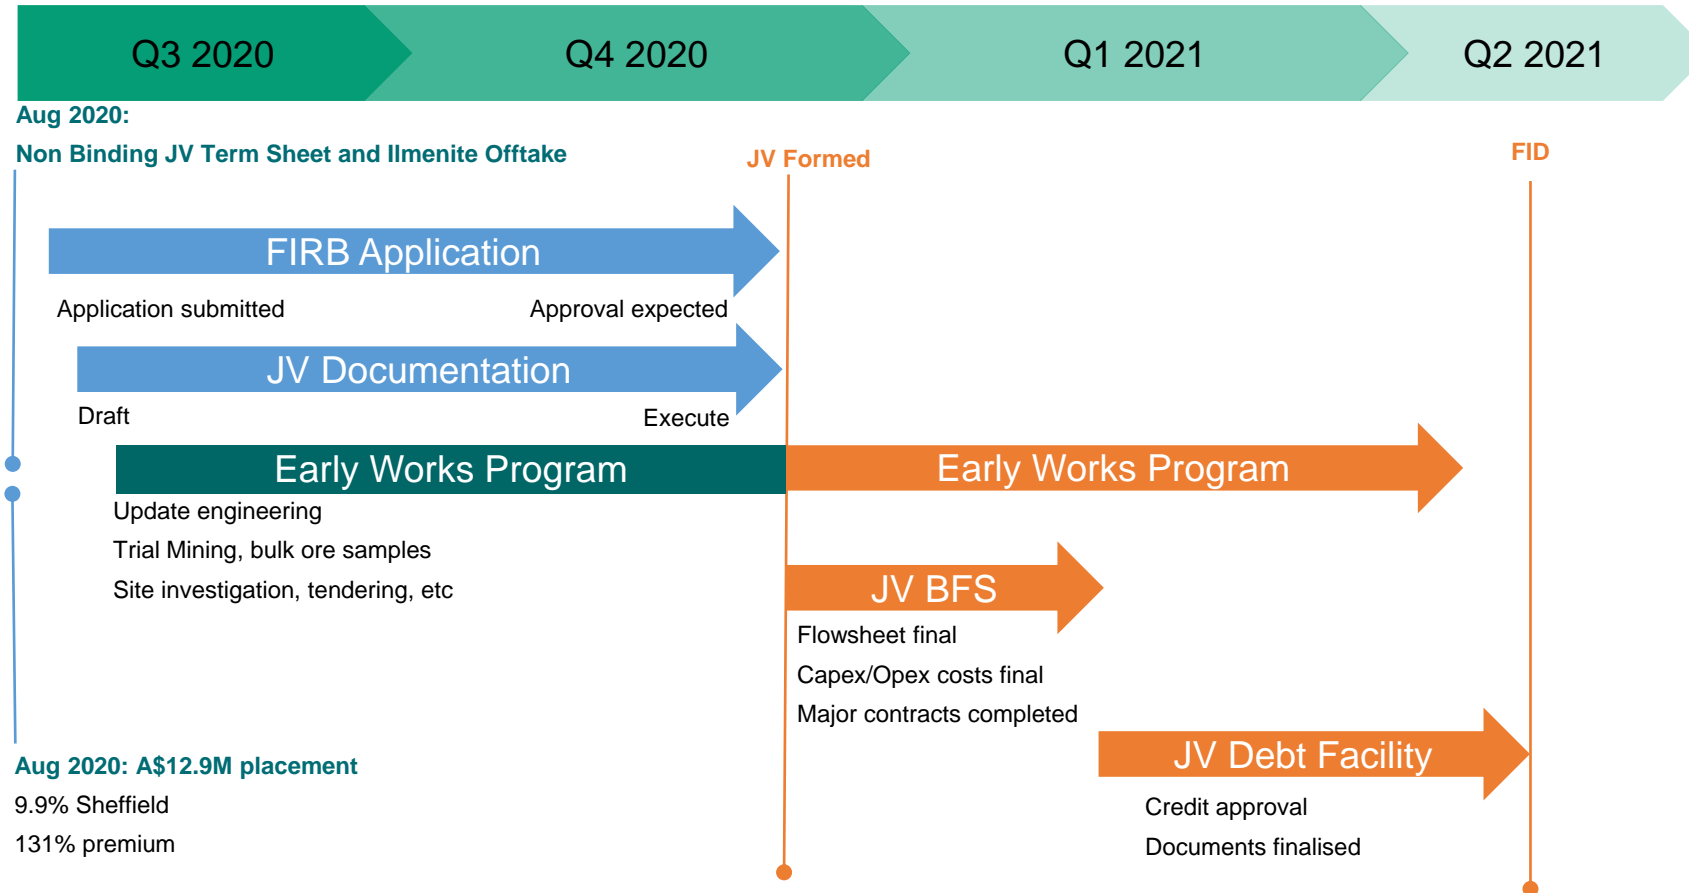 Q3 2020
Q4 2020
Q1 2021
Q2 2021
Aug 2020:
Non Binding JV Term Sheet and Ilmenite Offtake
JV Formed
FID
FIRB Application
Application submitted
Approval expected
JV Documentation
Draft
Execute
Early Works Program
Early Works Program
Update engineering
Trial Mining, bulk ore samples
Site investigation, tendering, etc
JV BFS
Flowsheet final
Capex/Opex costs final
Major contracts completed
JV Debt Facility
Credit approval
Documents finalised
Aug 2020: A$12.9M placement
9.9% Sheffield
131% premium